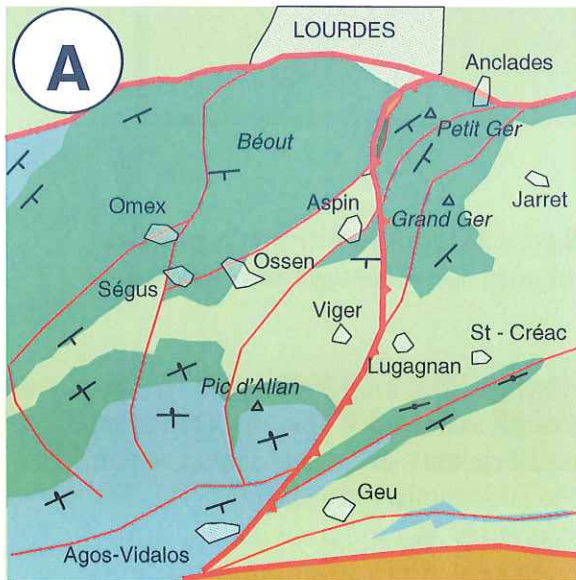 A
LOURDES
Anclades
Petit Ger
Béout
Jarret
Omex
Aspin
Grand Ger
Ossen
Ségus
Viger
St - Créac
Lugagnan
Pic d'Alian
Geu
Agos-Vidalos